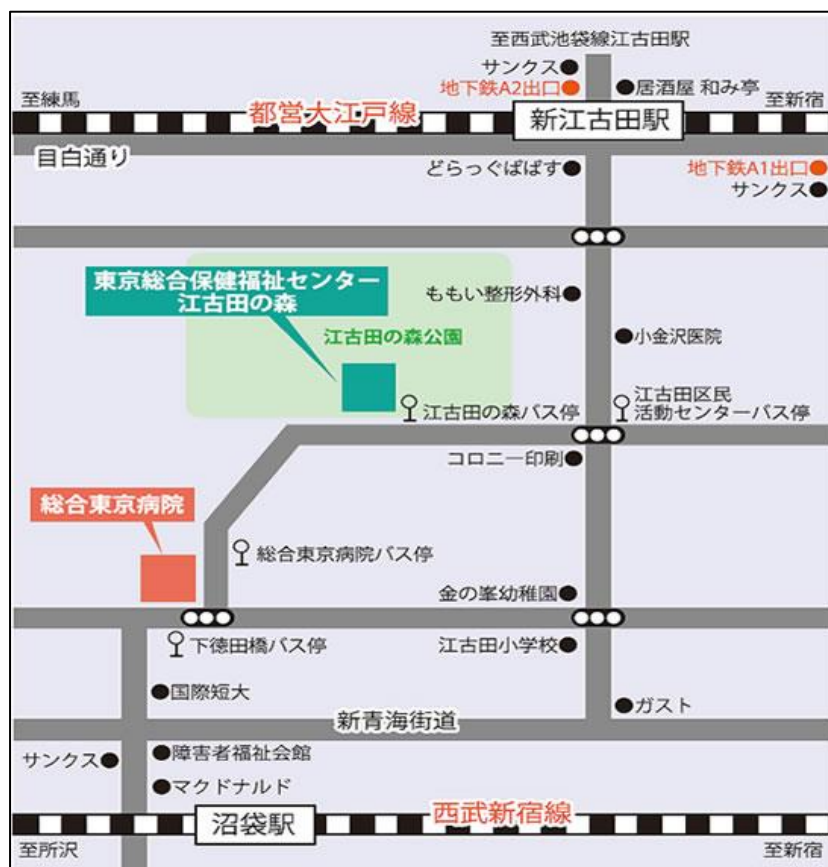 至西武池袋線江古田駅
サンクス
地下鉄A2出口
居酒屋 和み亭
至練馬
都営大江戸線
新江古田駅
至新宿
目白通り
どらっぐぱぱす
地下鉄A1出口
サンクス
東京総合保健福祉センター
江古田の森
ももい整形外科
江古田の森公園
小金沢医院
江古田の森バス停
江古田区民
活動センターバス停
コロニー印刷
総合東京病院
総合東京病院バス停
金の峯幼稚園
下徳田橋バス停
江古田小学校
国際短大
ガスト
新青海街道
サンクス
障害者福祉会館
マクドナルド
沼袋駅
西武新宿線
至所沢
至新宿